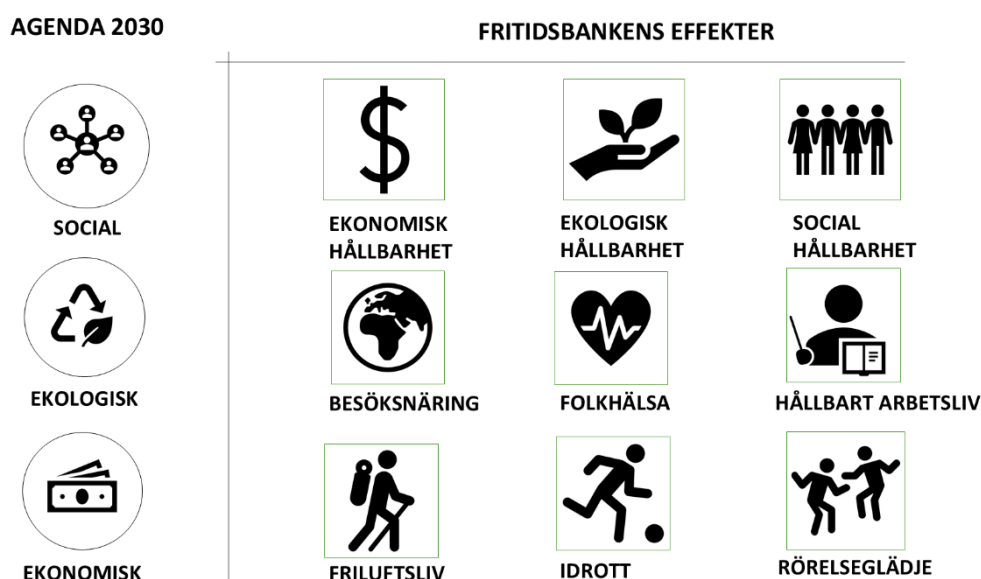 AGENDA 2030
FRITIDSBANKENS EFFEKTER
SOCIAL
EKONOMISK
HÅLLBARHET
EKOLOGISK
HÅLLBARHET
SOCIAL
HÅLLBARHET
EKOLOGISK
BESÖKSNÄRING
FOLKHÄLSA
HÅLLBART ARBETSLIV
EKONOMISK
FRILUFTSLIV
IDROTT
RÖRELSEGLÄDJE